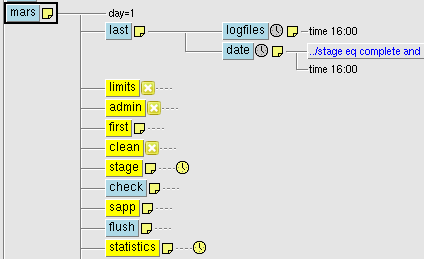 mars day=1
last logfiles time 16:00
date ../stage eq complete and
time 16:00
limits
admin
first
clean
stage
check
sapp
flush
statistics